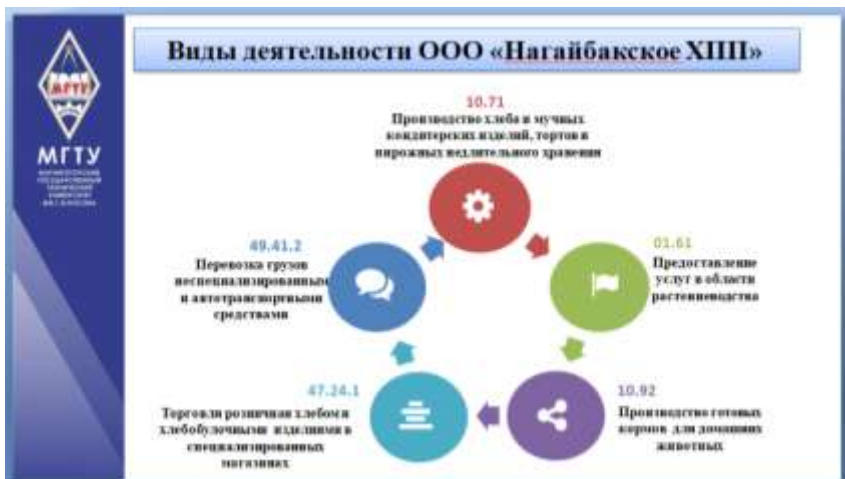 Виды деятельности ООО «Нагайбакское ХПП»
МГТУ
10.71
Производство хлеба и мучных
кондитерских изделий, тортов и
пирожных недлительного хранения
01.61
Предоставление
услуг в области
растениеводства
10.92
Производство готовых
кормов для домашних
животных
47.24.1
Торговля розничная хлебом и
хлебобулочными изделиями в
специализированных
магазинах
49.41.2
Перевозка грузов
неспециализированным
и автотранспортными
средствами